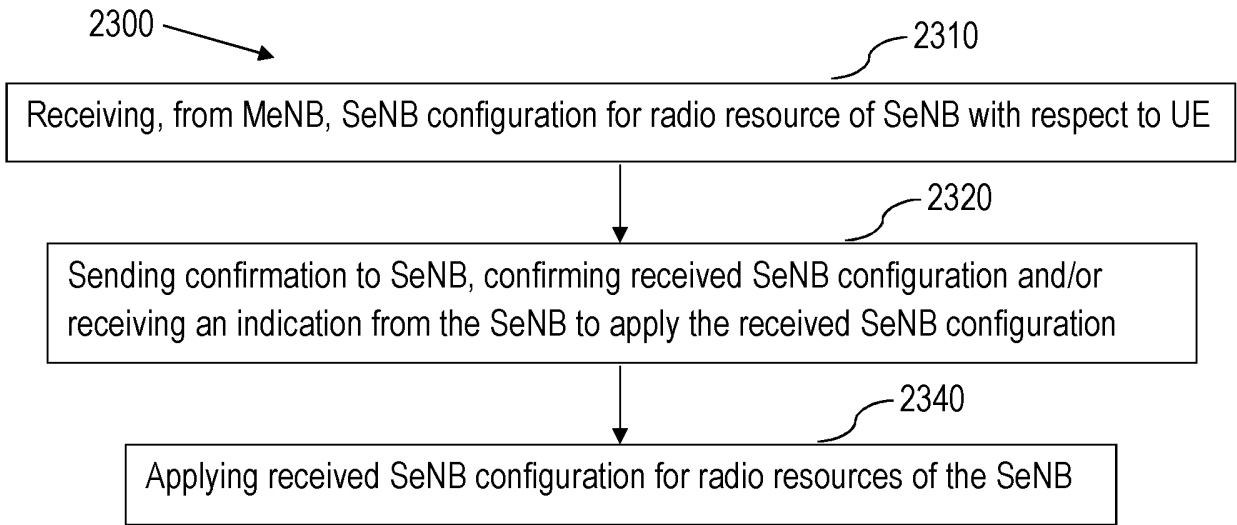 2300
2310
Receiving, from MeNB, SeNB configuration for radio resource of SeNB with respect to UE
2320
Sending confirmation to SeNB, confirming received SeNB configuration and/or
receiving an indication from the SeNB to apply the received SeNB configuration
2340
Applying received SeNB configuration for radio resources of the SeNB